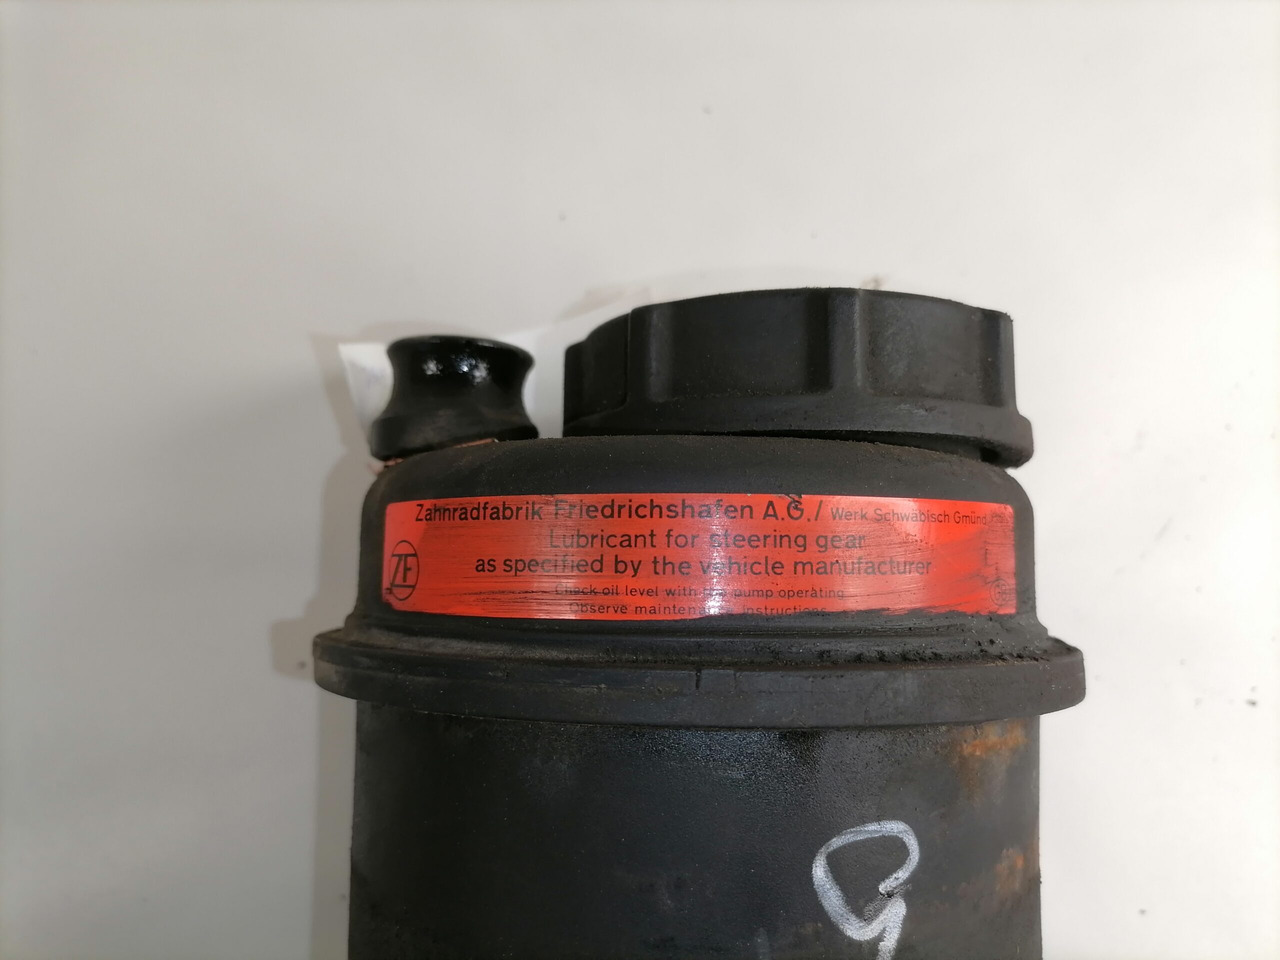 Zahnradfabrik Friedrichshafen A.G./ Werk Schwäbisch Gmünd
Lubricant for steering gear
as specified by the vehicle manufacturer
Check oil level with the pump operating
Observe maintenance instructions
ZF